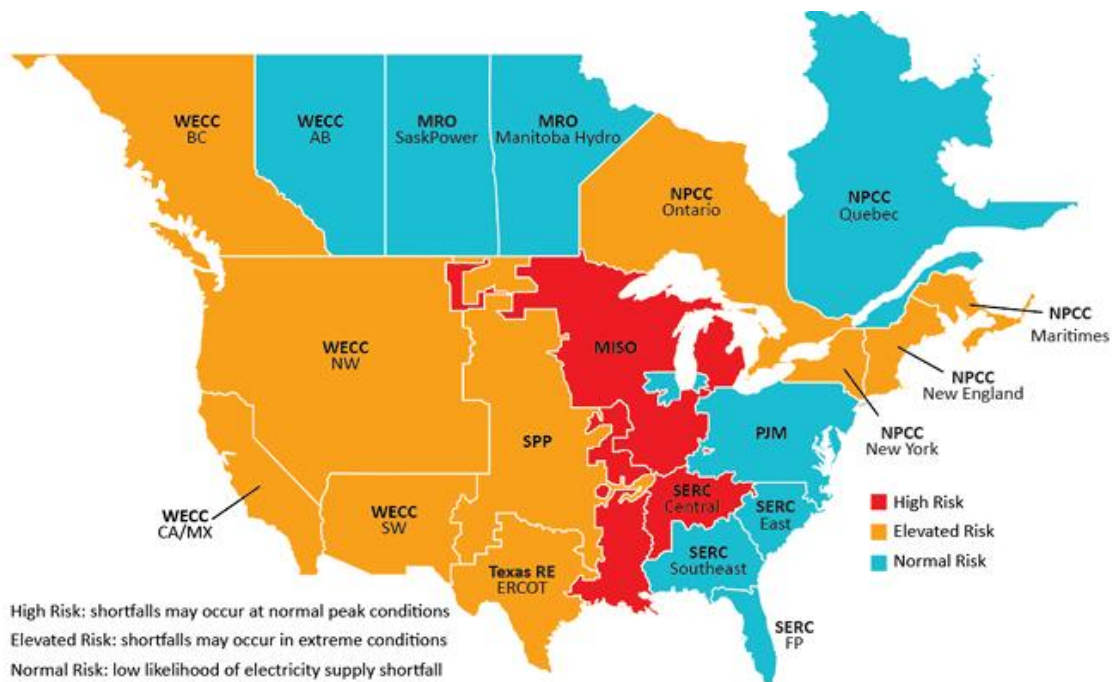 WECC
BC
WECC
AB
MRO
SaskPower
MRO
Manitoba Hydro
NPCC
Ontario
NPCC
Quebec
NPCC
Maritimes
NPCC
New England
NPCC
New York
WECC
NW
MISO
SPP
PJM
WECC
CA/MX
WECC
SW
SERC
Central
SERC
East
SERC
Southeast
Texas RE
ERCOT
SERC
FP
High Risk
Elevated Risk
Normal Risk
High Risk: shortfalls may occur at normal peak conditions
Elevated Risk: shortfalls may occur in extreme conditions
Normal Risk: low likelihood of electricity supply shortfall